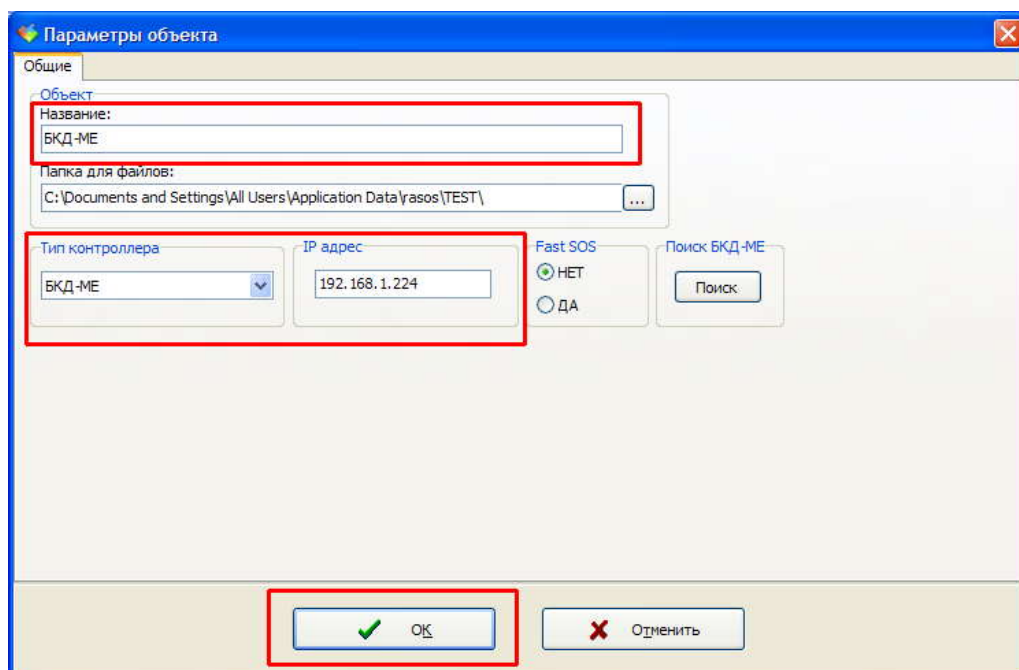 Параметры объекта
Общие
Объект
Название:
БКД-МЕ
Папка для файлов:
C:\Documents and Settings\All Users\Application Data\rasos\TEST\
...
Тип контроллера
БКД-МЕ
IP адрес
192.168.1.224
Fast SOS
НЕТ
ДА
Поиск БКД-МЕ
Поиск
OK
Отменить